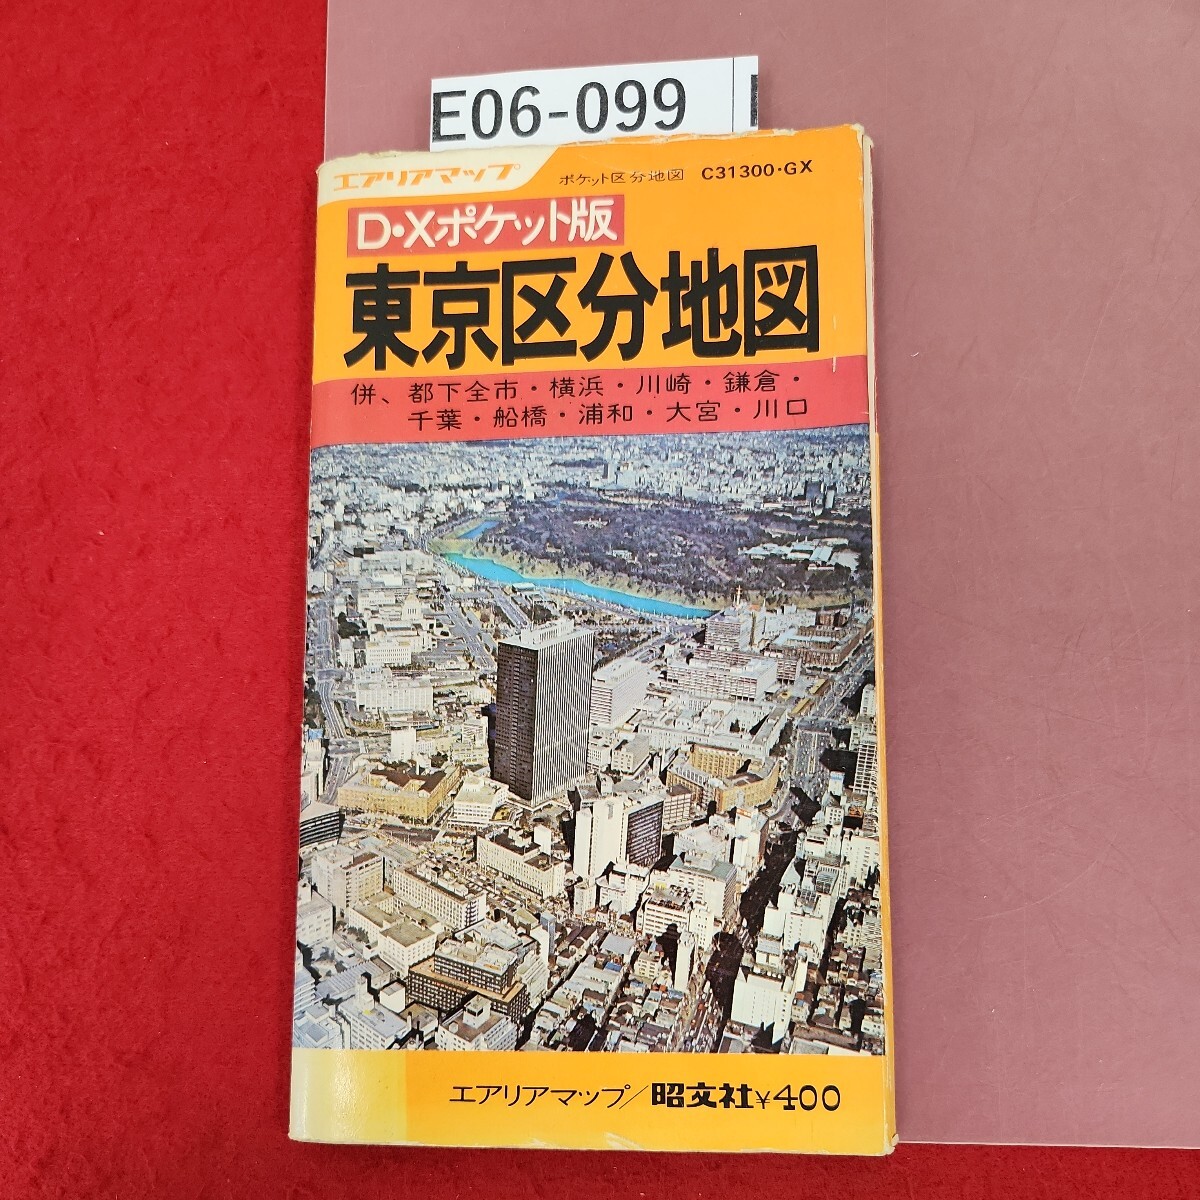 E06-099
エアリアマップ
ポケット区分地図 C31300・GX
D・Xポケット版
東京区分地図
併、都下全市・横浜・川崎・鎌倉・
千葉・船橋・浦和・大宮・川口
エアリアマップ/昭文社¥400